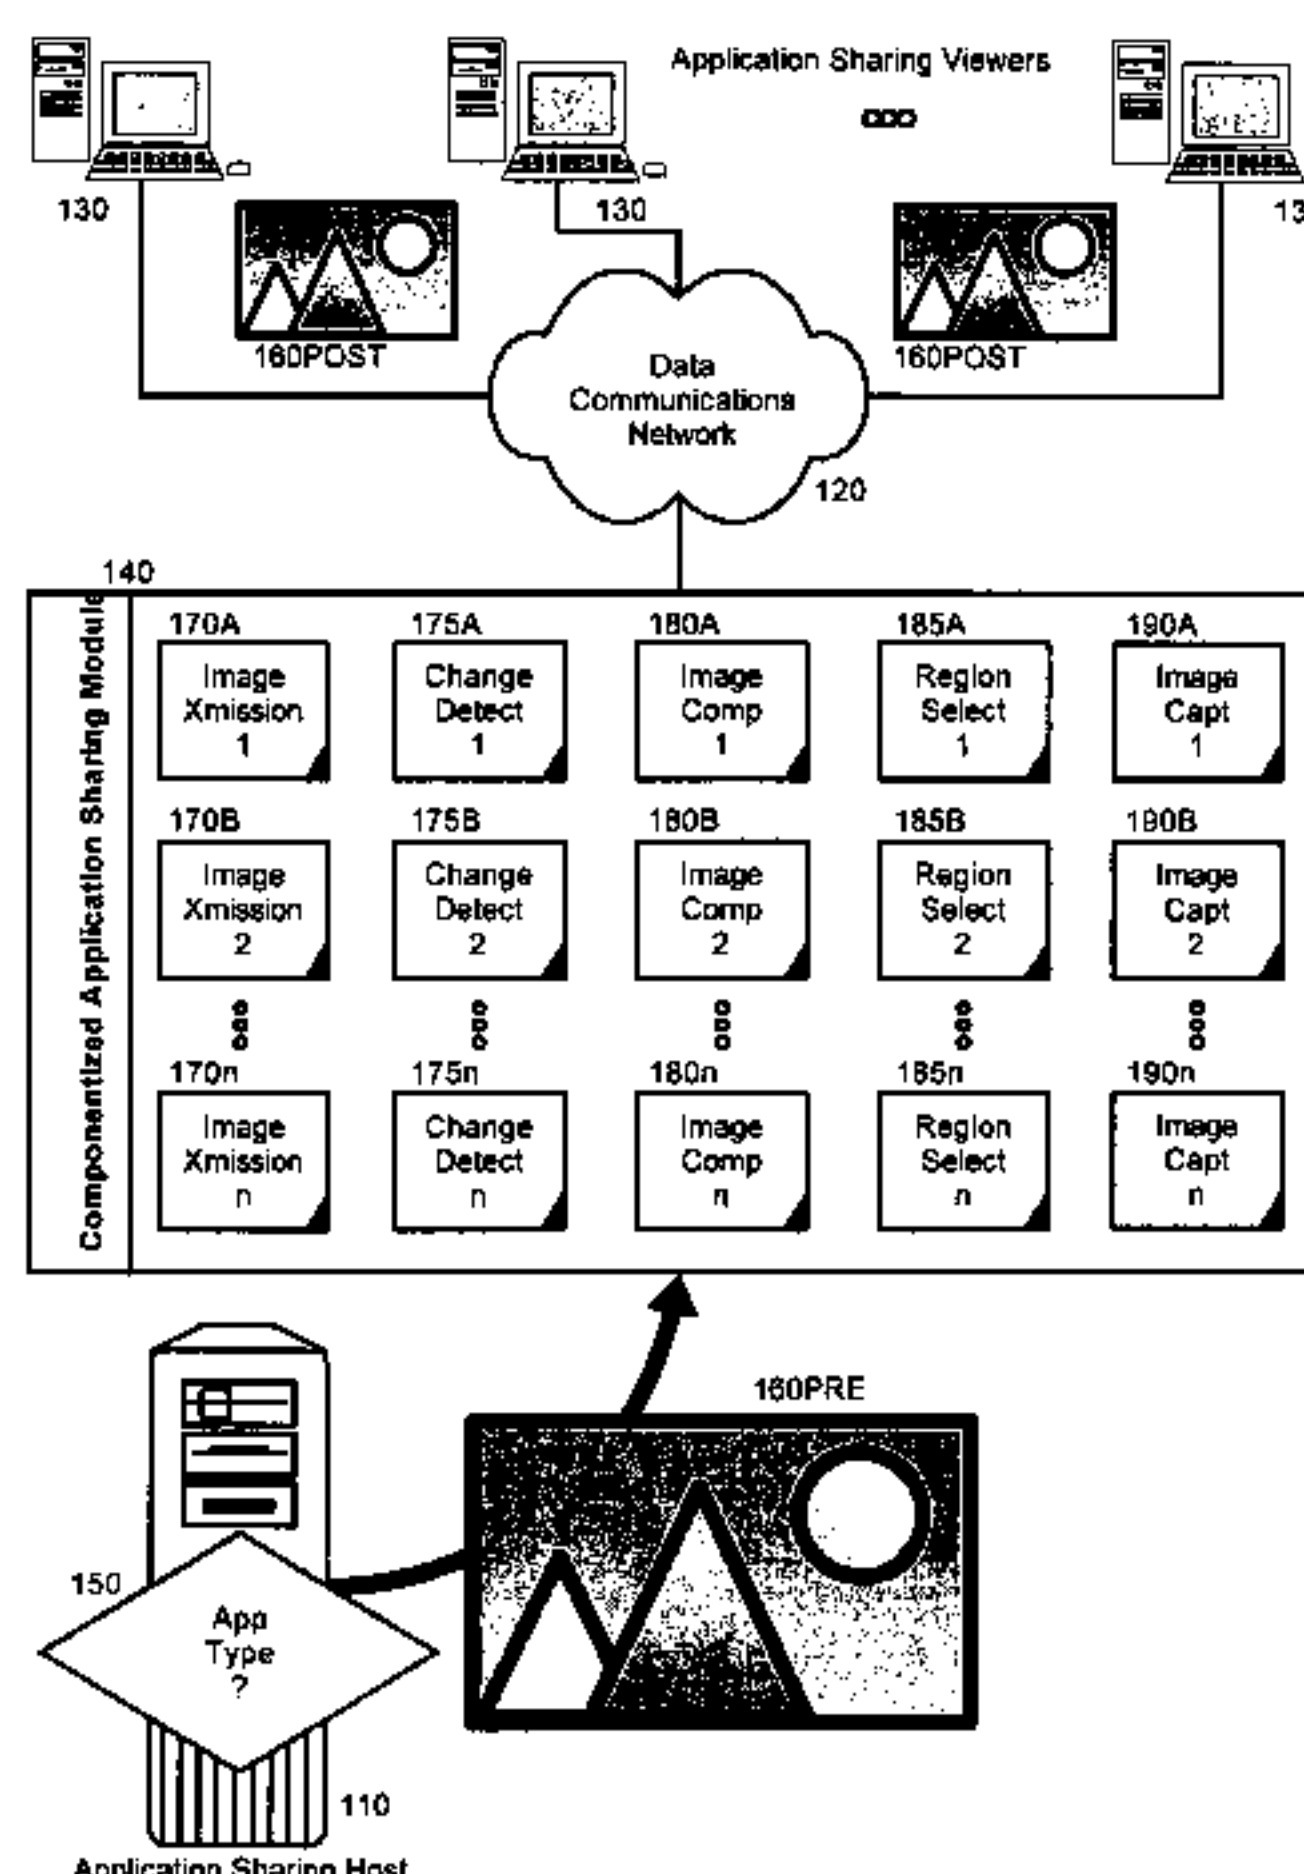 Application Sharing Viewers
130
130
13
160POST
160POST
Data
Communications
Network
120
140
Componentized Application Sharing Module
170A
175A
180A
185A
190A
Image
Xmission
1
Change
Detect
1
Image
Comp
1
Region
Select
1
Image
Capt
1
170B
175B
180B
185B
190B
Image
Xmission
2
Change
Detect
2
Image
Comp
2
Region
Select
2
Image
Capt
2
170n
175n
180n
185n
190n
Image
Xmission
n
Change
Detect
n
Image
Comp
n
Region
Select
n
Image
Capt
n
160PRE
150
App
Type
?
110
Application Sharing Host